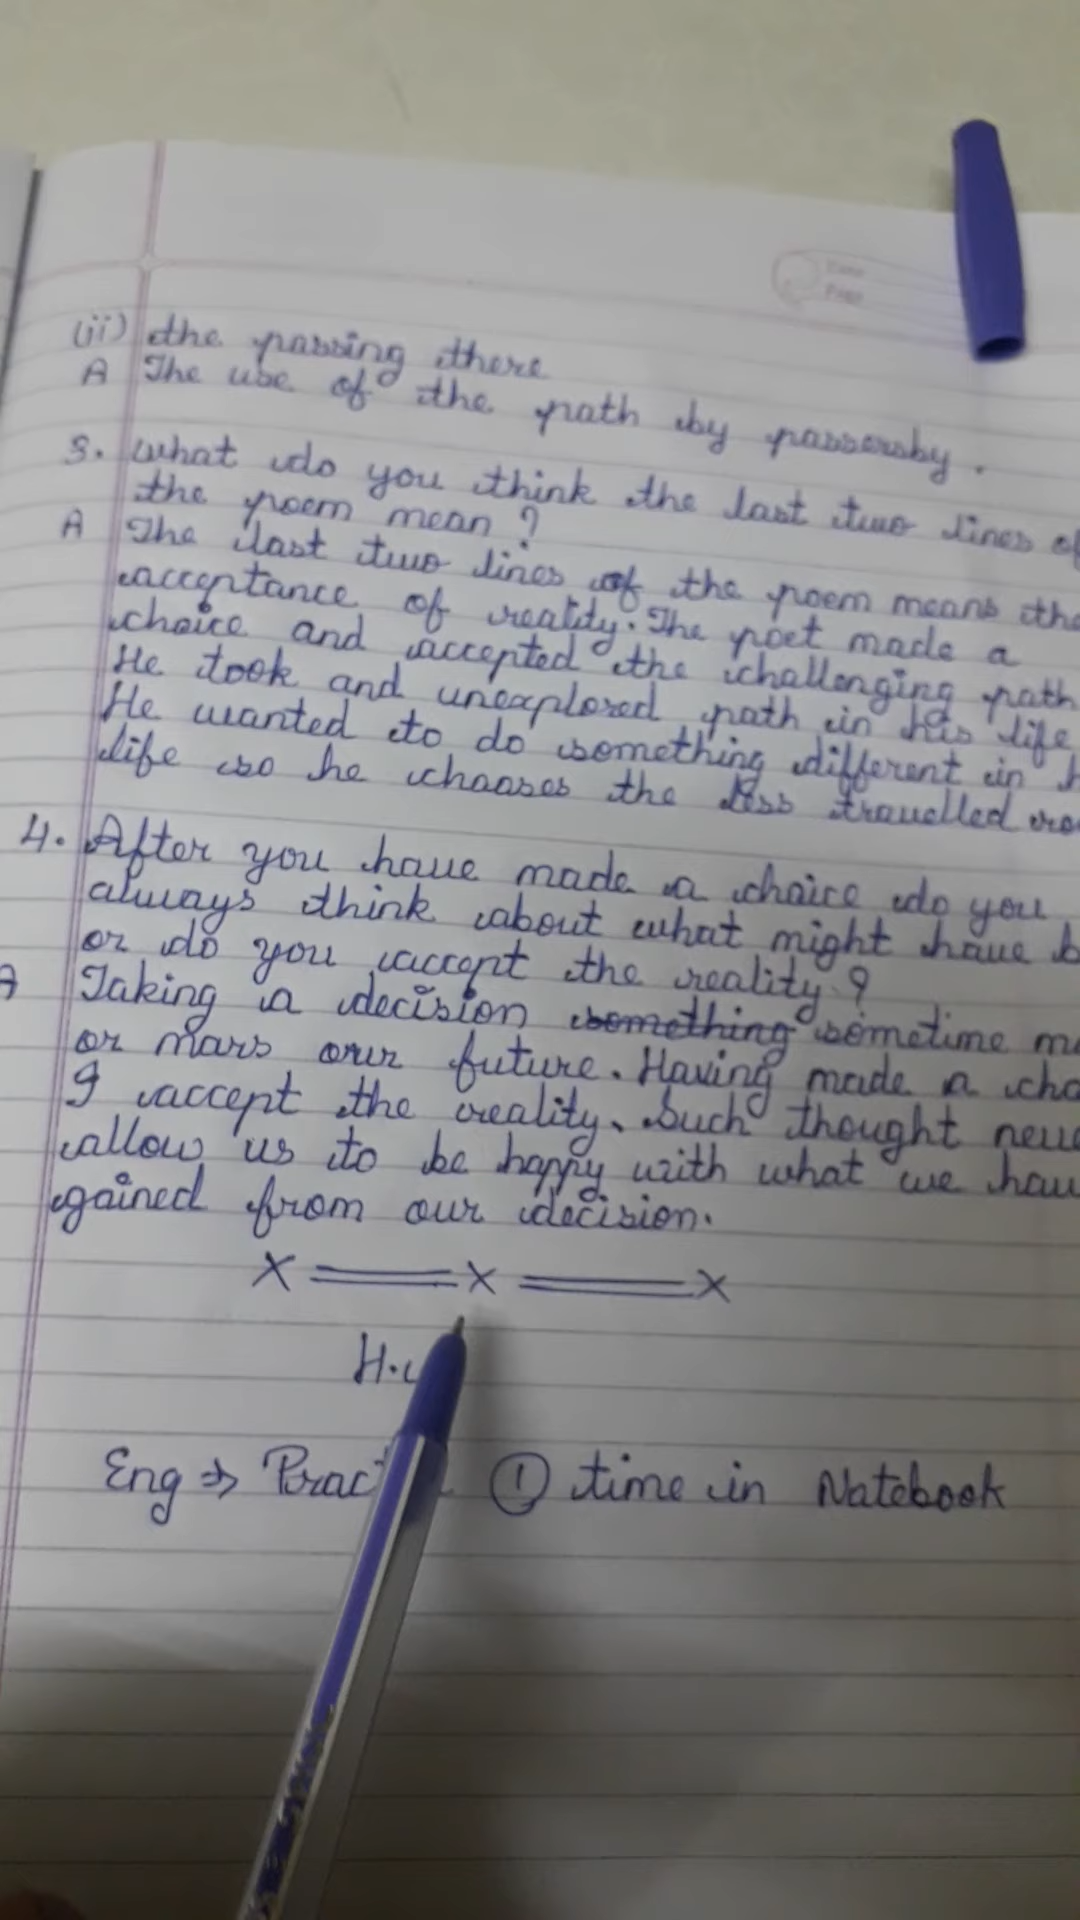 Date
Page
(ii) the passing there
A The use of the path by passersby.
3. What do you think the last two lines of
the poem mean ?
A The last two lines of the poem means the
acceptance of reality. The poet made a
choice and accepted the challenging path
He took and unexplored path in his life
He wanted to do something different in
life so he chooses the less travelled
4. After you have made a choice do you
always think about what might have
or do you accept the reality ?
A Taking a decision something sometime
or mars our future. Having made a
I accept the reality. Such thought
allow us to be happy with what we
gained from our decision.
X X X
Eng ⇒ ① time in Notebook